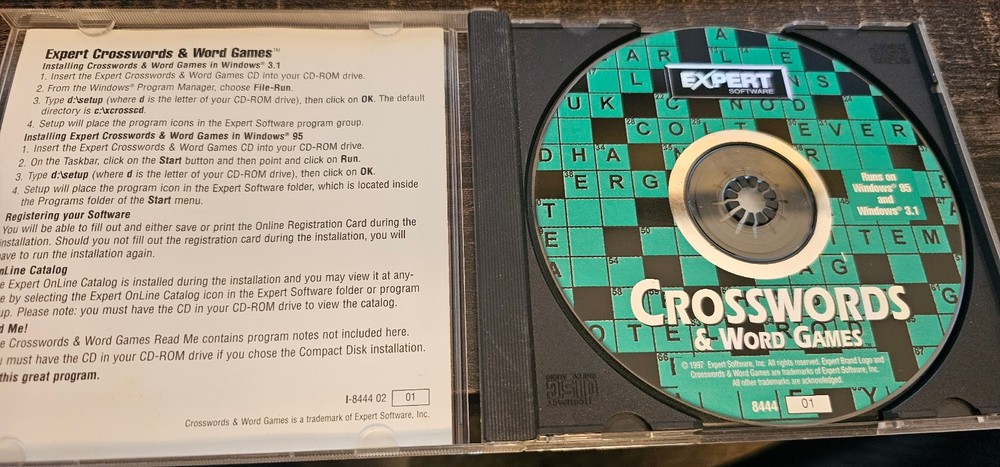 Expert Crosswords & Word Games™
Installing Crosswords & Word Games in Windows® 3.1
1. Insert the Expert Crosswords & Word Games CD into your CD-ROM drive.
2. From the Windows® Program Manager, choose File-Run.
3. Type d:\setup (where d is the letter of your CD-ROM drive), then click on OK. The default
directory is c:\xcrosscd.
4. Setup will place the program icons in the Expert Software program group.
Installing Expert Crosswords & Word Games in Windows® 95
1. Insert the Expert Crosswords & Word Games CD into your CD-ROM drive.
2. On the Taskbar, click on the Start button and then point and click on Run.
3. Type d:\setup (where d is the letter of your CD-ROM drive), then click on OK.
4. Setup will place the program icon in the Expert Software folder, which is located inside
the Programs folder of the Start menu.
Registering your Software
You will be able to fill out and either save or print the Online Registration Card during the
installation. Should you not fill out the registration card during the installation, you will
ave to run the installation again.
nLine Catalog
e Expert OnLine Catalog is installed during the installation and you may view it at any-
e by selecting the Expert OnLine Catalog icon in the Expert Software folder or program
up. Please note: you must have the CD in your CD-ROM drive to view the catalog.
d Me!
e Crosswords & Word Games Read Me contains program notes not included here.
must have the CD in your CD-ROM drive if you chose the Compact Disk installation.
this great program.
I-8444 02 01
Crosswords & Word Games is a trademark of Expert Software, Inc.
EXPERT
SOFTWARE
UK C NOD
COLT EVER
DHA
ERG
Runs on
Windows® 95
and
Windows® 3.1
ITEM
CROSSWORDS
& WORD GAMES™
© 1997 Expert Software, Inc. All rights reserved. Expert Brand Logo and
Crosswords & Word Games are trademarks of Expert Software, Inc.
All other trademarks are acknowledged.
8444 01